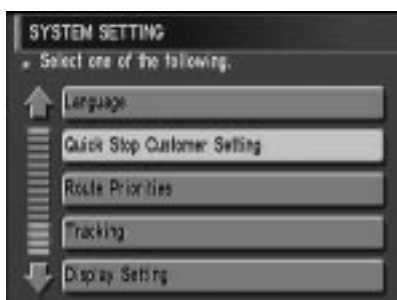 SYSTEM SETTING
Select one of the following.
Language
Quick Stop Customer Setting
Route Priorities
Tracking
Display Setting